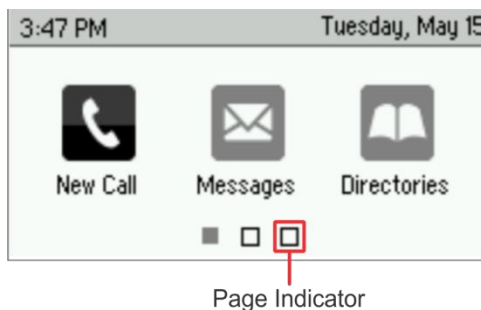 3:47 PM Tuesday, May 15
New Call Messages Directories
Page Indicator